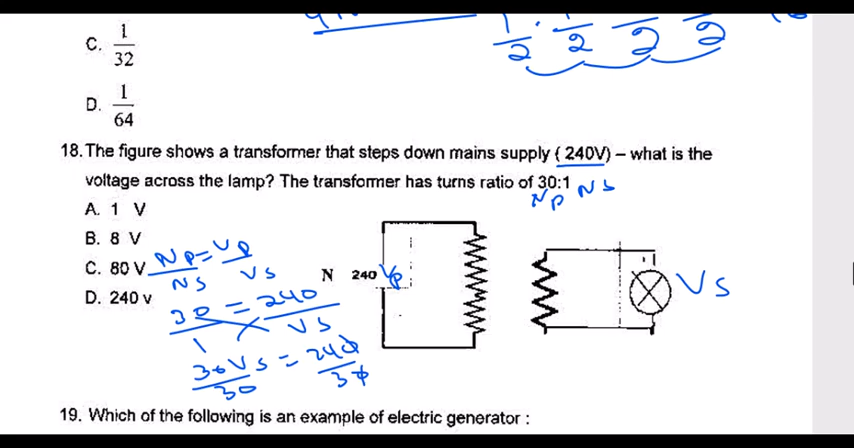 1/2 · 1/2 2 2
C. 1/32
D. 1/64
18. The figure shows a transformer that steps down mains supply ( 240V) – what is the
voltage across the lamp? The transformer has turns ratio of 30:1
Np Ns
A. 1 V
B. 8 V
C. 80 V
D. 240 v
Np/Ns = Vp/Vs
30/1 = 240/Vs
30Vs/30 = 240/30
N 240 Vp
Vs
19. Which of the following is an example of electric generator :